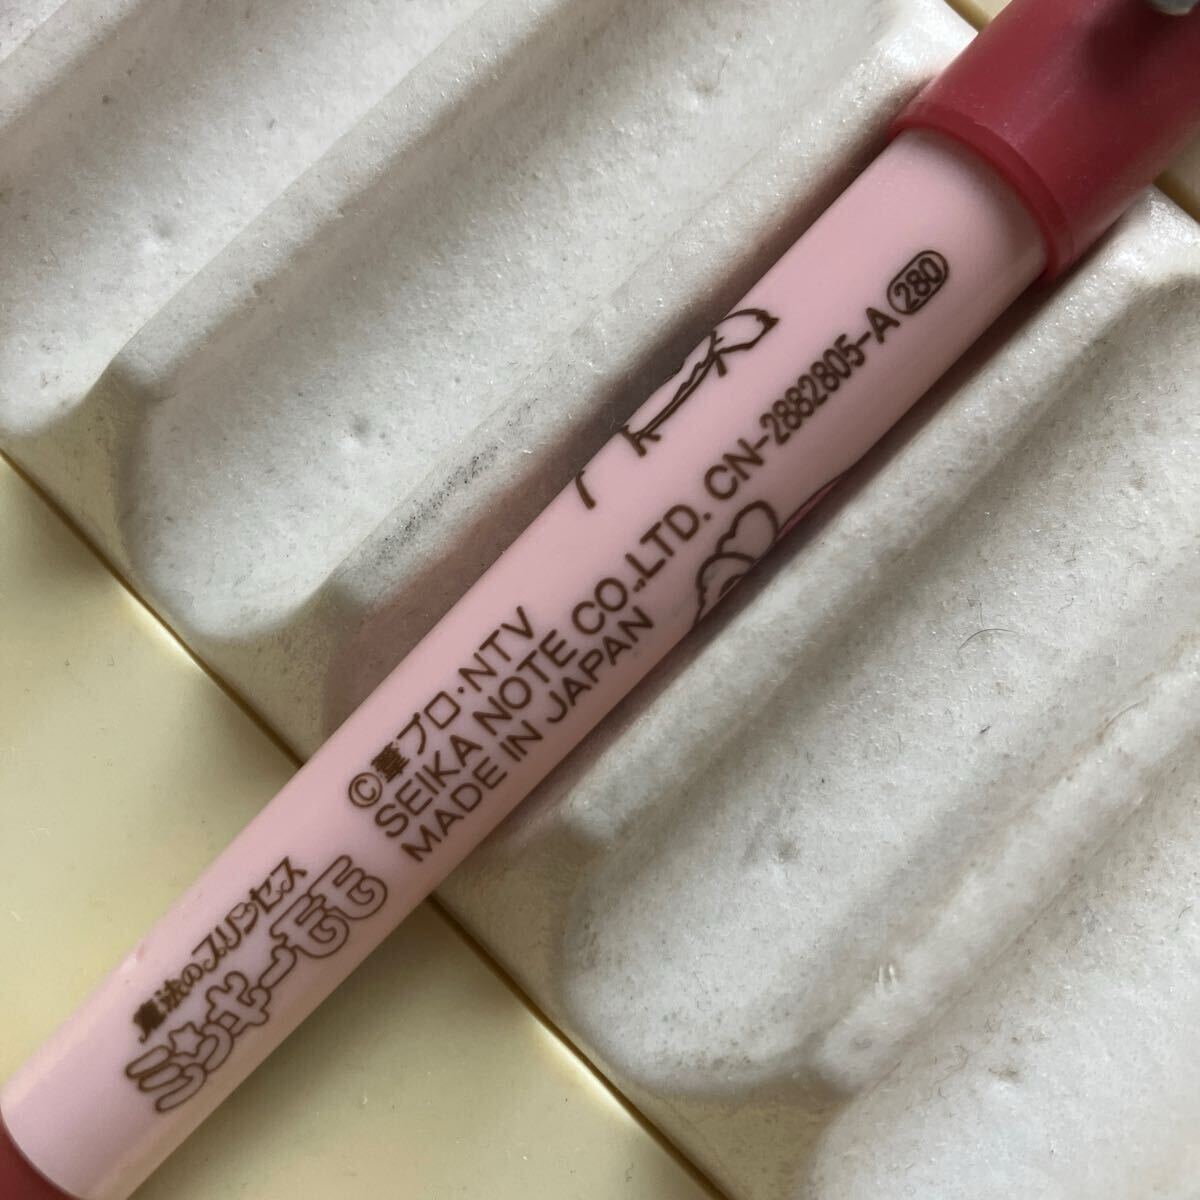 魔法のプリンセス
ミンキーモモ
©葦プロ・NTV
SEIKA NOTE CO.,LTD. CN-2882805-A 280
MADE IN JAPAN